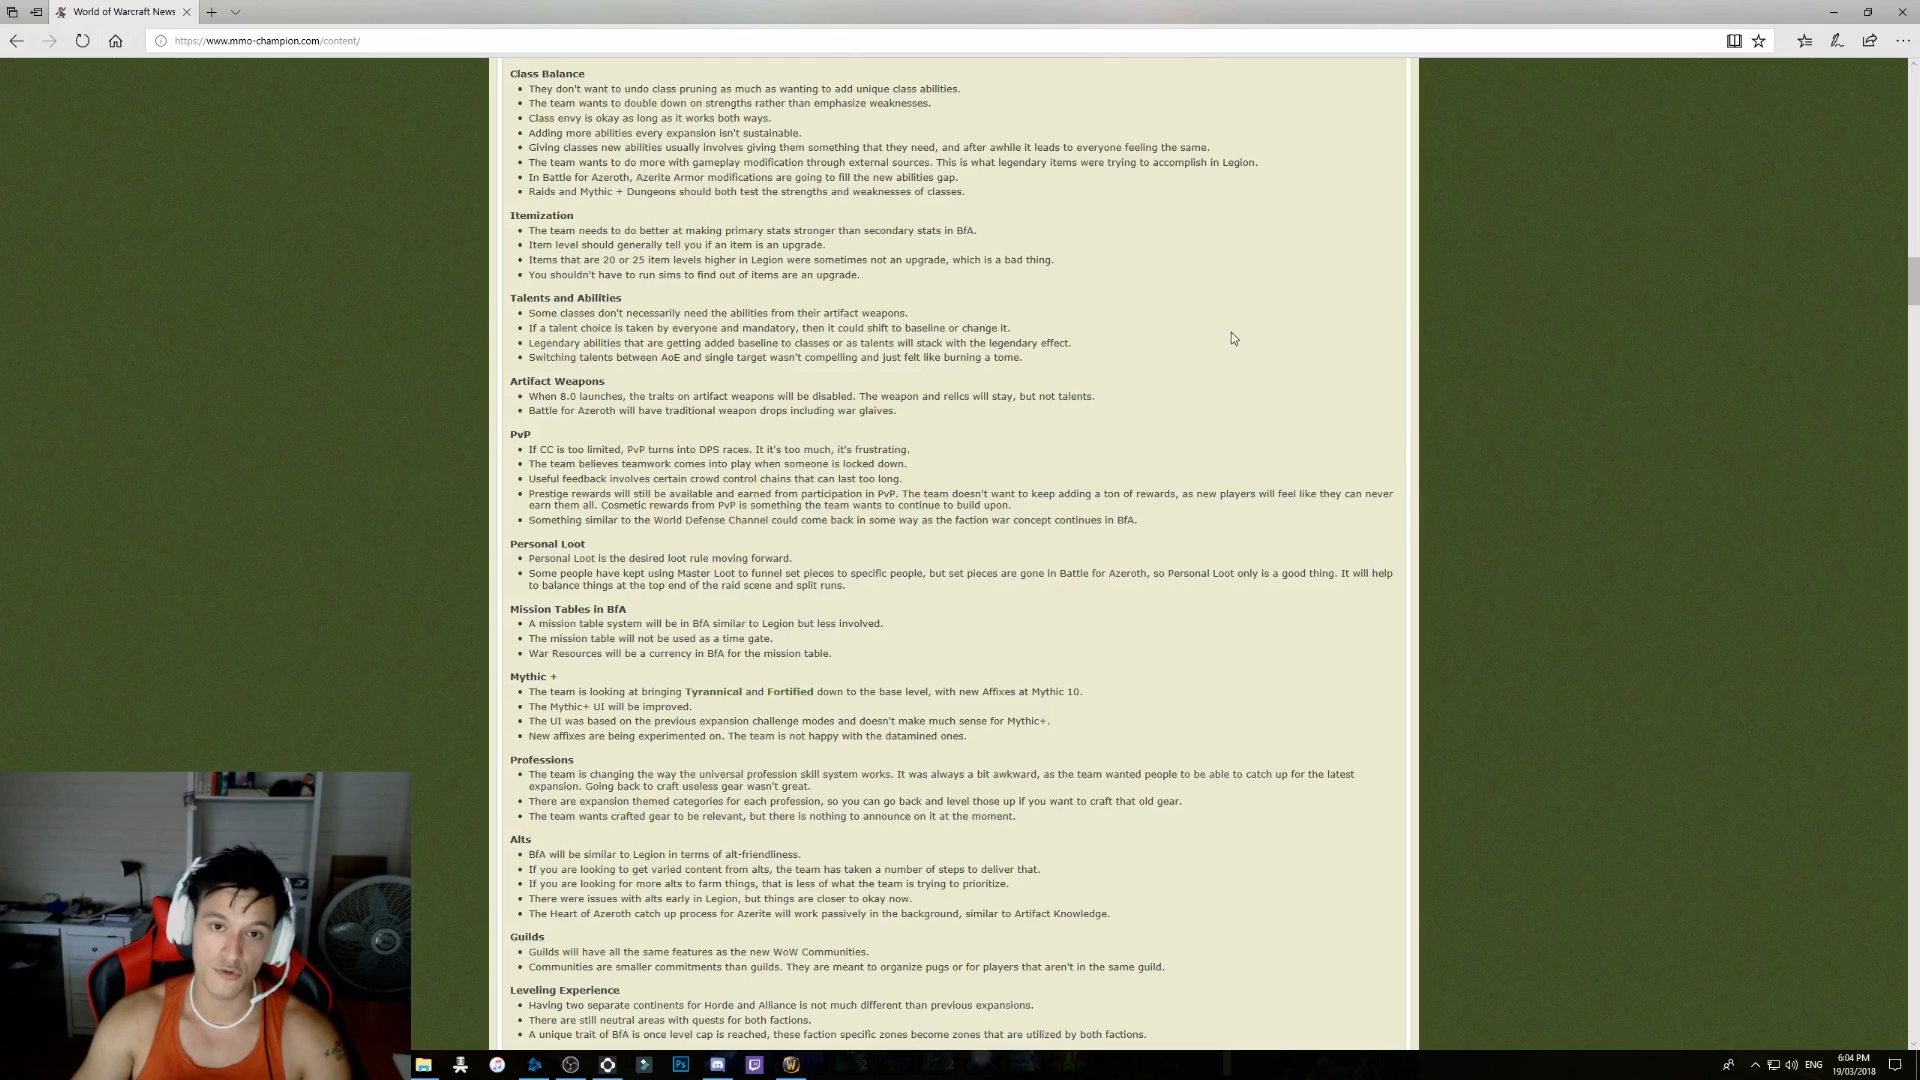 World of Warcraft News
https://www.mmo-champion.com/content/
Class Balance
They don't want to undo class pruning as much as wanting to add unique class abilities.
The team wants to double down on strengths rather than emphasize weaknesses.
Class envy is okay as long as it works both ways.
Adding more abilities every expansion isn't sustainable.
Giving classes new abilities usually involves giving them something that they need, and after awhile it leads to everyone feeling the same.
The team wants to do more with gameplay modification through external sources. This is what legendary items were trying to accomplish in Legion.
In Battle for Azeroth, Azerite Armor modifications are going to fill the new abilities gap.
Raids and Mythic + Dungeons should both test the strengths and weaknesses of classes.
Itemization
The team needs to do better at making primary stats stronger than secondary stats in BfA.
Item level should generally tell you if an item is an upgrade.
Items that are 20 or 25 item levels higher in Legion were sometimes not an upgrade, which is a bad thing.
You shouldn't have to run sims to find out of items are an upgrade.
Talents and Abilities
Some classes don't necessarily need the abilities from their artifact weapons.
If a talent choice is taken by everyone and mandatory, then it could shift to baseline or change it.
Legendary abilities that are getting added baseline to classes or as talents will stack with the legendary effect.
Switching talents between AoE and single target wasn't compelling and just felt like burning a tome.
Artifact Weapons
When 8.0 launches, the traits on artifact weapons will be disabled. The weapon and relics will stay, but not talents.
Battle for Azeroth will have traditional weapon drops including war glaives.
PvP
If CC is too limited, PvP turns into DPS races. It it's too much, it's frustrating.
The team believes teamwork comes into play when someone is locked down.
Useful feedback involves certain crowd control chains that can last too long.
Prestige rewards will still be available and earned from participation in PvP. The team doesn't want to keep adding a ton of rewards, as new players will feel like they can never
earn them all. Cosmetic rewards from PvP is something the team wants to continue to build upon.
Something similar to the World Defense Channel could come back in some way as the faction war concept continues in BfA.
Personal Loot
Personal Loot is the desired loot rule moving forward.
Some people have kept using Master Loot to funnel set pieces to specific people, but set pieces are gone in Battle for Azeroth, so Personal Loot only is a good thing. It will help
to balance things at the top end of the raid scene and split runs.
Mission Tables in BfA
A mission table system will be in BfA similar to Legion but less involved.
The mission table will not be used as a time gate.
War Resources will be a currency in BfA for the mission table.
Mythic +
The team is looking at bringing Tyrannical and Fortified down to the base level, with new Affixes at Mythic 10.
The Mythic+ UI will be improved.
The UI was based on the previous expansion challenge modes and doesn't make much sense for Mythic+.
New affixes are being experimented on. The team is not happy with the datamined ones.
Professions
The team is changing the way the universal profession skill system works. It was always a bit awkward, as the team wanted people to be able to catch up for the latest
expansion. Going back to craft useless gear wasn't great.
There are expansion themed categories for each profession, so you can go back and level those up if you want to craft that old gear.
The team wants crafted gear to be relevant, but there is nothing to announce on it at the moment.
Alts
BfA will be similar to Legion in terms of alt-friendliness.
If you are looking to get varied content from alts, the team has taken a number of steps to deliver that.
If you are looking for more alts to farm things, that is less of what the team is trying to prioritize.
There were issues with alts early in Legion, but things are closer to okay now.
The Heart of Azeroth catch up process for Azerite will work passively in the background, similar to Artifact Knowledge.
Guilds
Guilds will have all the same features as the new WoW Communities.
Communities are smaller commitments than guilds. They are meant to organize pugs or for players that aren't in the same guild.
Leveling Experience
Having two separate continents for Horde and Alliance is not much different than previous expansions.
There are still neutral areas with quests for both factions.
A unique trait of BfA is once level cap is reached, these faction specific zones become zones that are utilized by both factions.
Ps
ENG
6:04 PM
19/03/2018